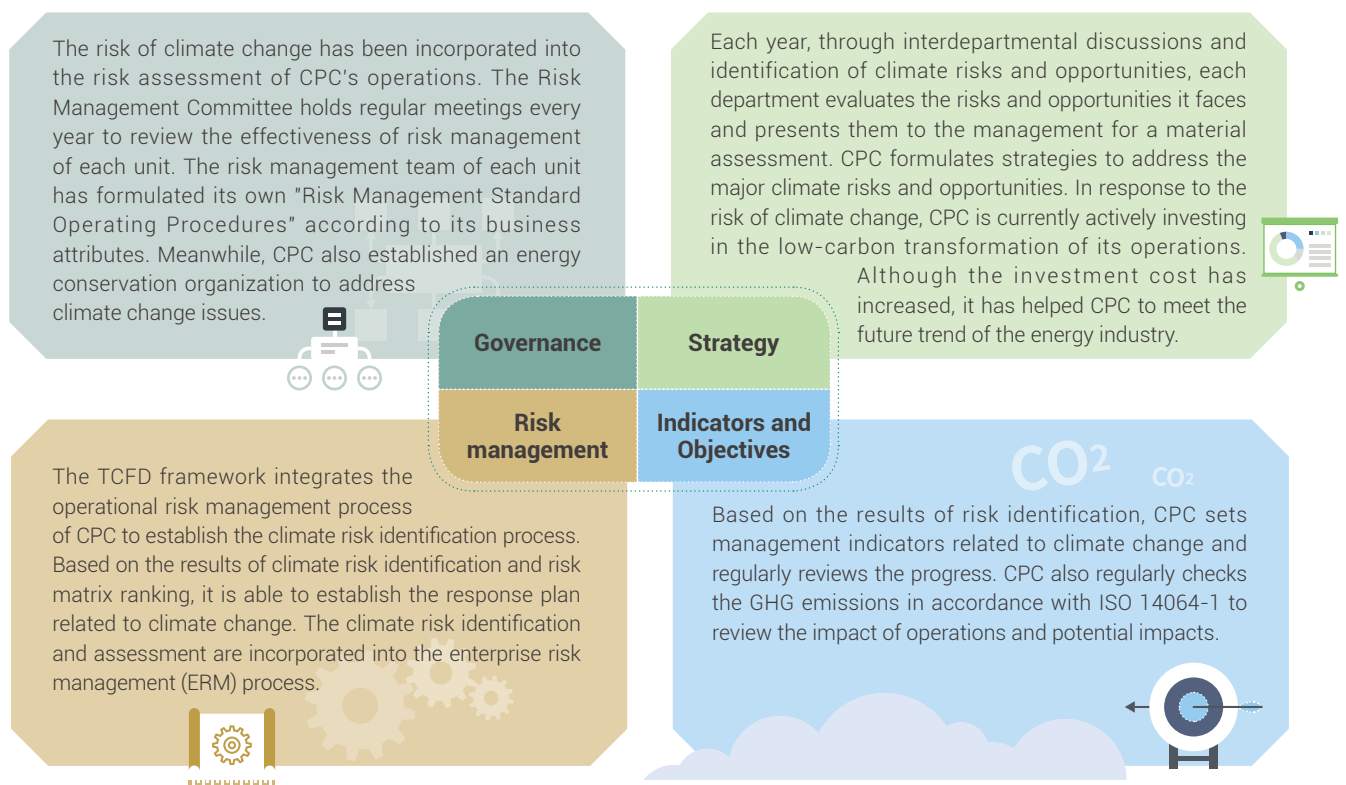 The risk of climate change has been incorporated into
the risk assessment of CPC's operations. The Risk
Management Committee holds regular meetings every
year to review the effectiveness of risk management
of each unit. The risk management team of each unit
has formulated its own "Risk Management Standard
Operating Procedures" according to its business
attributes. Meanwhile, CPC also established an energy
conservation organization to address
climate change issues.
Each year, through interdepartmental discussions and
identification of climate risks and opportunities, each
department evaluates the risks and opportunities it faces
and presents them to the management for a material
assessment. CPC formulates strategies to address the
major climate risks and opportunities. In response to the
risk of climate change, CPC is currently actively investing
in the low-carbon transformation of its operations.
Although the investment cost has
increased, it has helped CPC to meet the
future trend of the energy industry.
Governance
Strategy
Risk
management
Indicators and
Objectives
The TCFD framework integrates the
operational risk management process
of CPC to establish the climate risk identification process.
Based on the results of climate risk identification and risk
matrix ranking, it is able to establish the response plan
related to climate change. The climate risk identification
and assessment are incorporated into the enterprise risk
management (ERM) process.
CO2
CO2
Based on the results of risk identification, CPC sets
management indicators related to climate change and
regularly reviews the progress. CPC also regularly checks
the GHG emissions in accordance with ISO 14064-1 to
review the impact of operations and potential impacts.